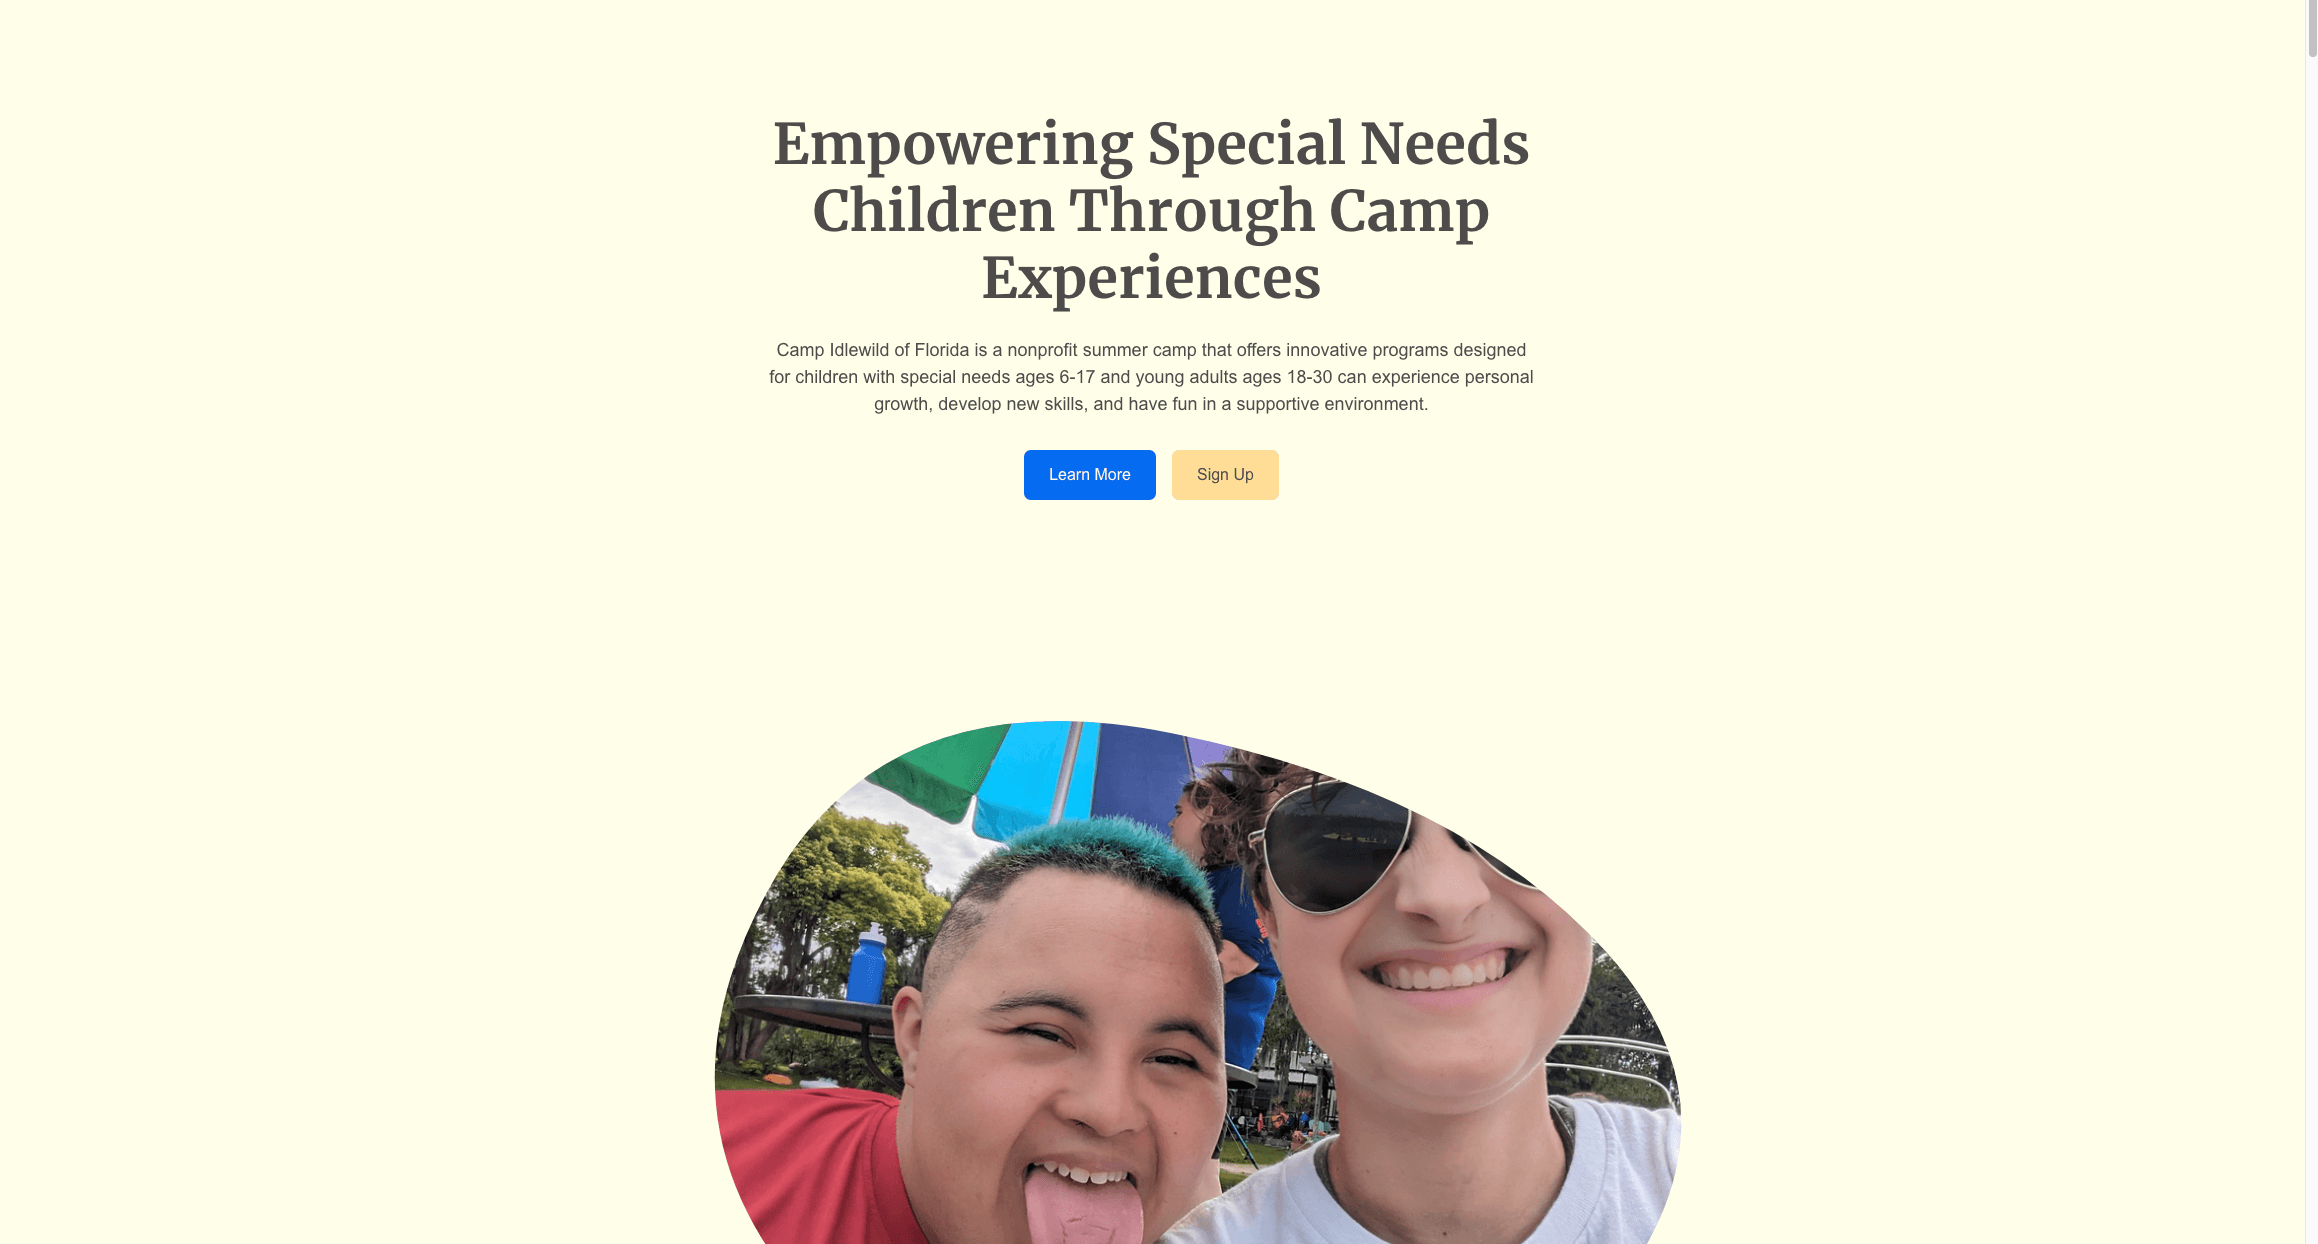 Empowering Special Needs
Children Through Camp
Experiences
Camp Idlewild of Florida is a nonprofit summer camp that offers innovative programs designed
for children with special needs ages 6-17 and young adults ages 18-30 can experience personal
growth, develop new skills, and have fun in a supportive environment.
Learn More
Sign Up